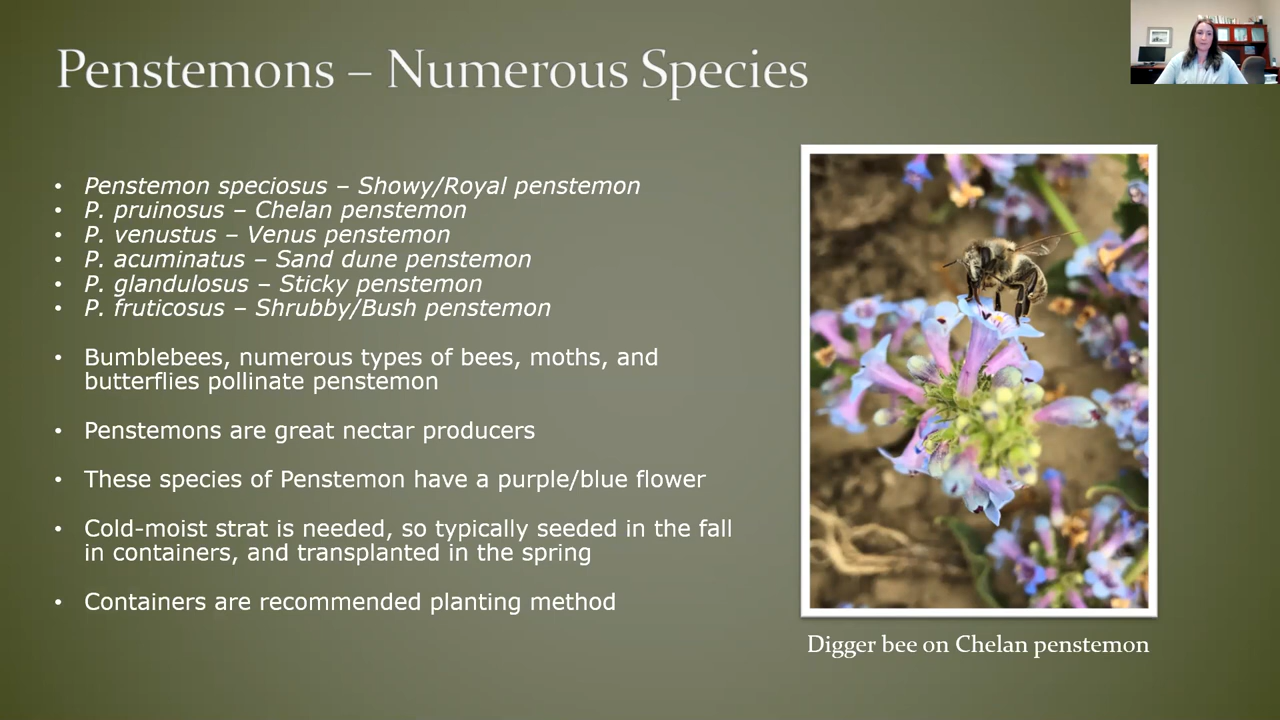 Penstemons – Numerous Species
• Penstemon speciosus – Showy/Royal penstemon
• P. pruinosus – Chelan penstemon
• P. venustus – Venus penstemon
• P. acuminatus – Sand dune penstemon
• P. glandulosus – Sticky penstemon
• P. fruticosus – Shrubby/Bush penstemon
• Bumblebees, numerous types of bees, moths, and
butterflies pollinate penstemon
• Penstemons are great nectar producers
• These species of Penstemon have a purple/blue flower
• Cold-moist strat is needed, so typically seeded in the fall
in containers, and transplanted in the spring
• Containers are recommended planting method
Digger bee on Chelan penstemon